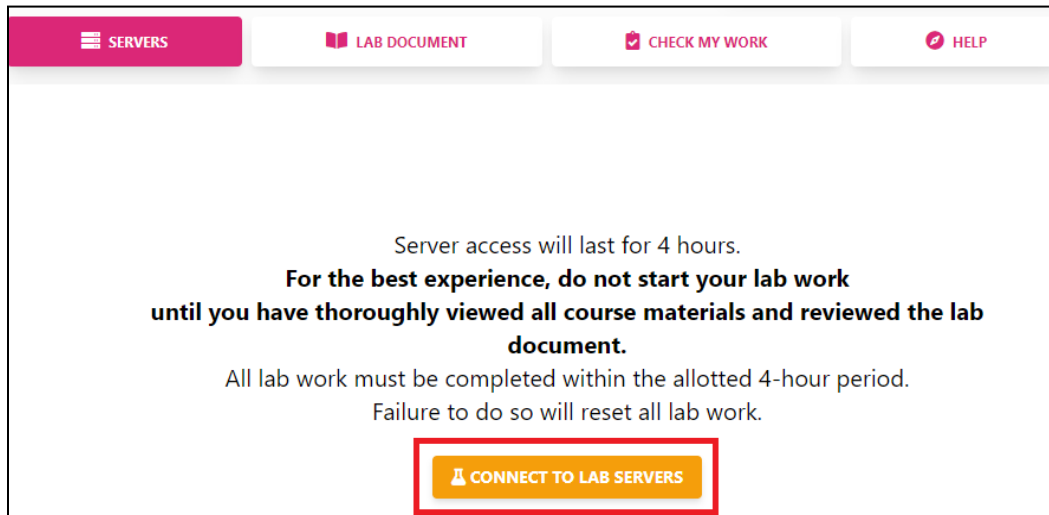 SERVERS
LAB DOCUMENT
CHECK MY WORK
HELP
Server access will last for 4 hours.
For the best experience, do not start your lab work
until you have thoroughly viewed all course materials and reviewed the lab
document.
All lab work must be completed within the allotted 4-hour period.
Failure to do so will reset all lab work.
CONNECT TO LAB SERVERS